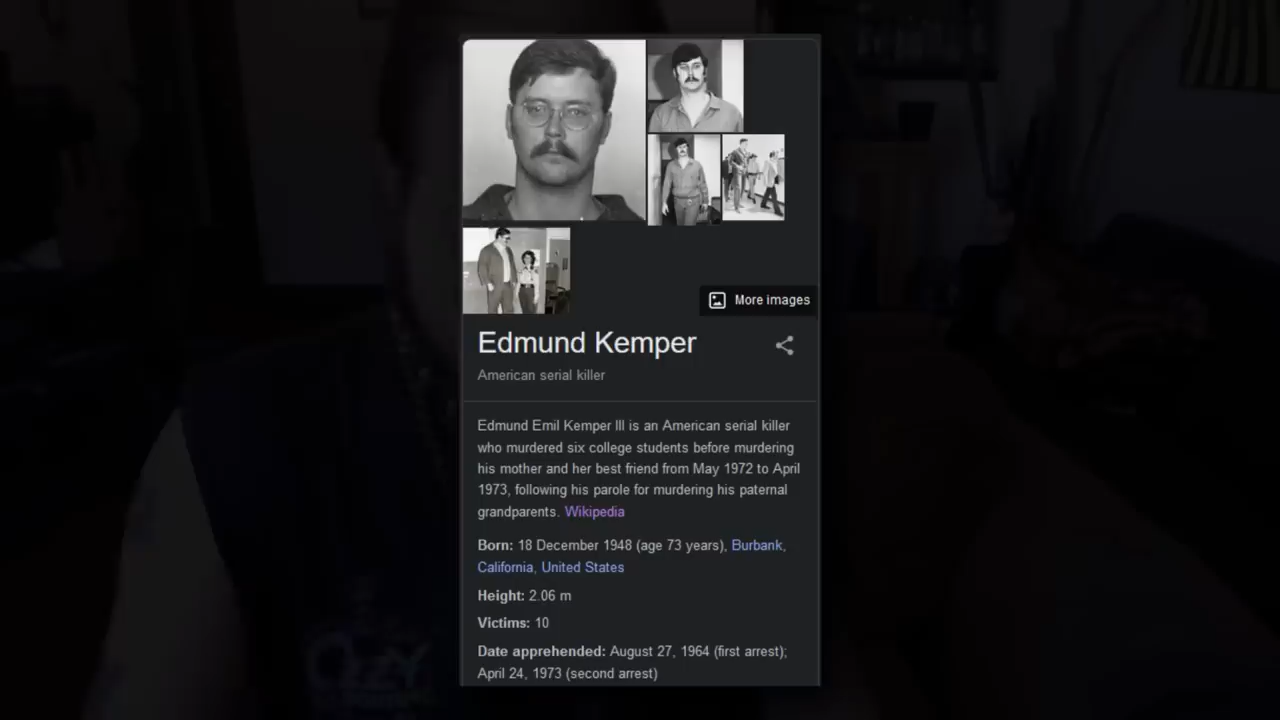 More images
Edmund Kemper
American serial killer
Edmund Emil Kemper III is an American serial killer
who murdered six college students before murdering
his mother and her best friend from May 1972 to April
1973, following his parole for murdering his paternal
grandparents. Wikipedia
Born: 18 December 1948 (age 73 years), Burbank,
California, United States
Height: 2.06 m
Victims: 10
Date apprehended: August 27, 1964 (first arrest);
April 24, 1973 (second arrest)
OZZY